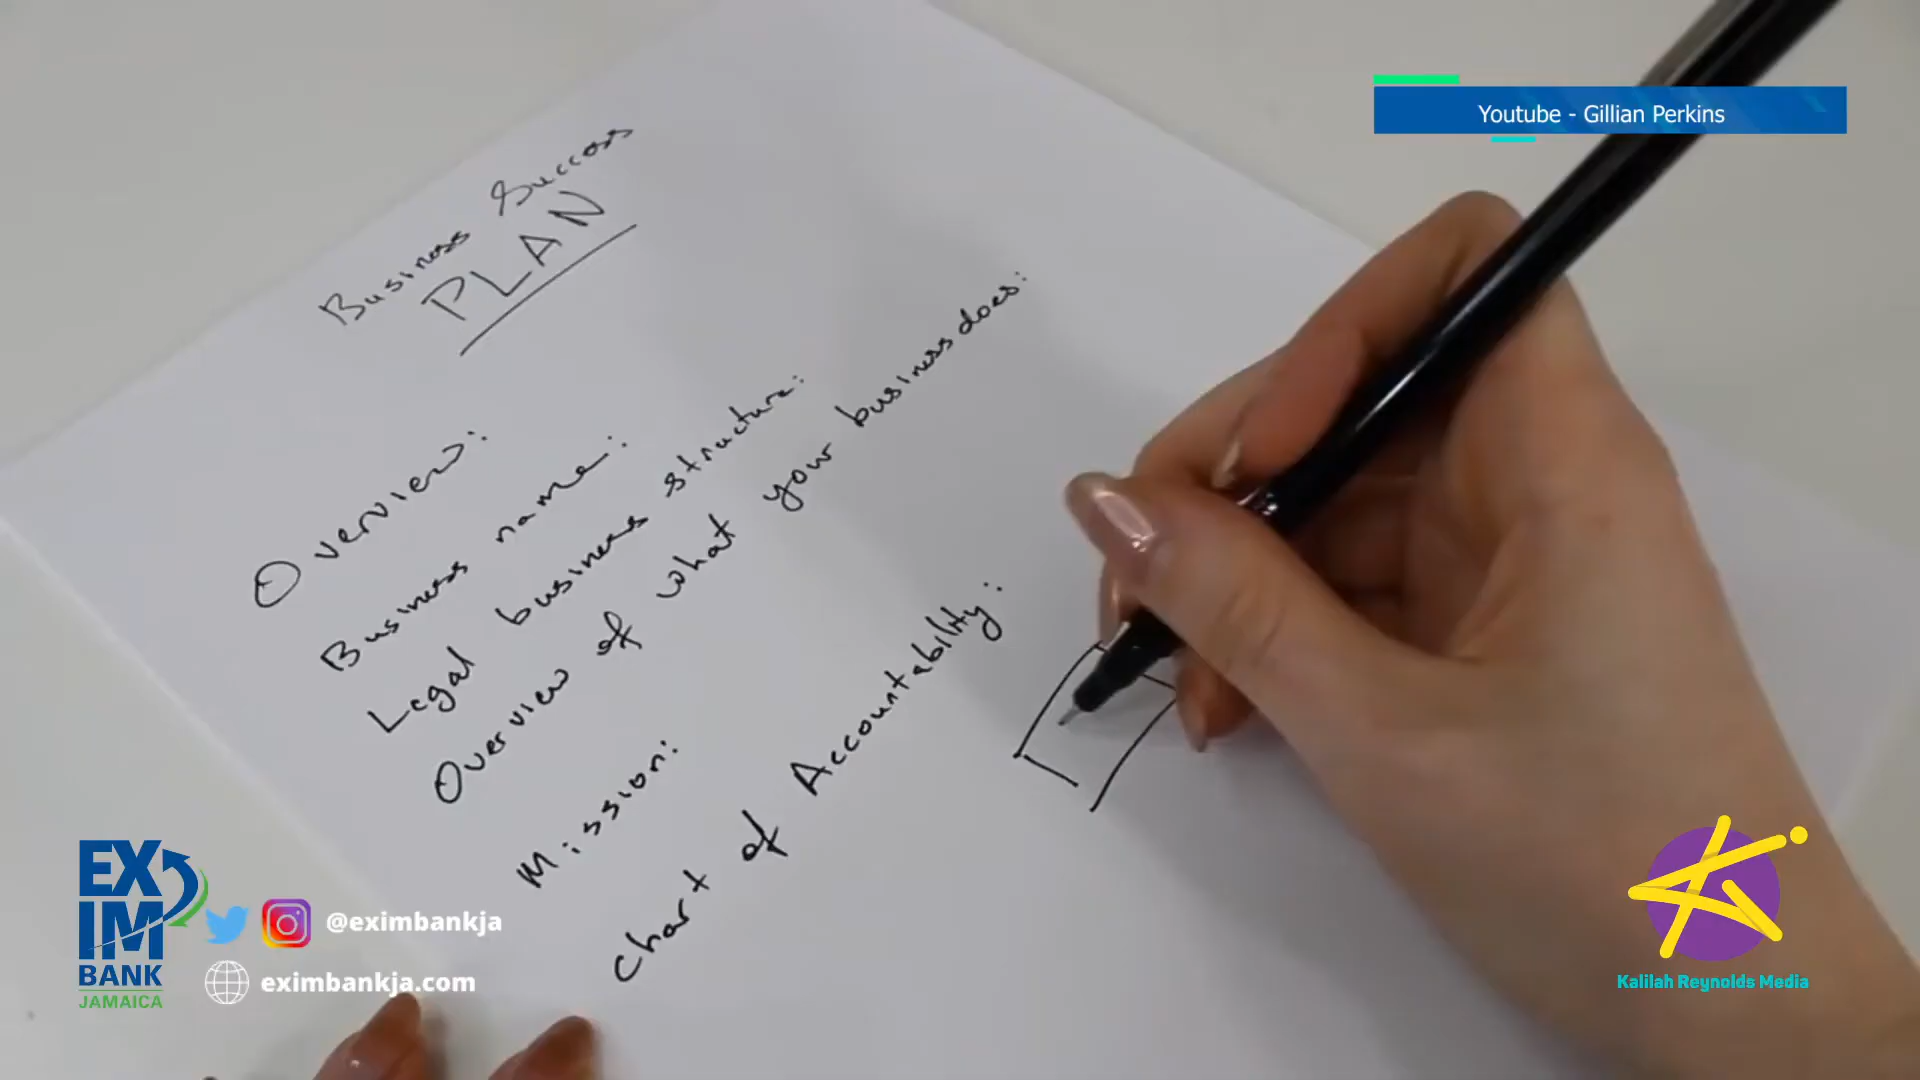 Youtube - Gillian Perkins
Business Success
PLAN
Overview:
Business name:
Legal business structure:
Overview of what your business does:
Mission:
Chart of Accountability:
EX
IM
BANK
JAMAICA
@eximbankja
eximbankja.com
Kalilah Reynolds Media